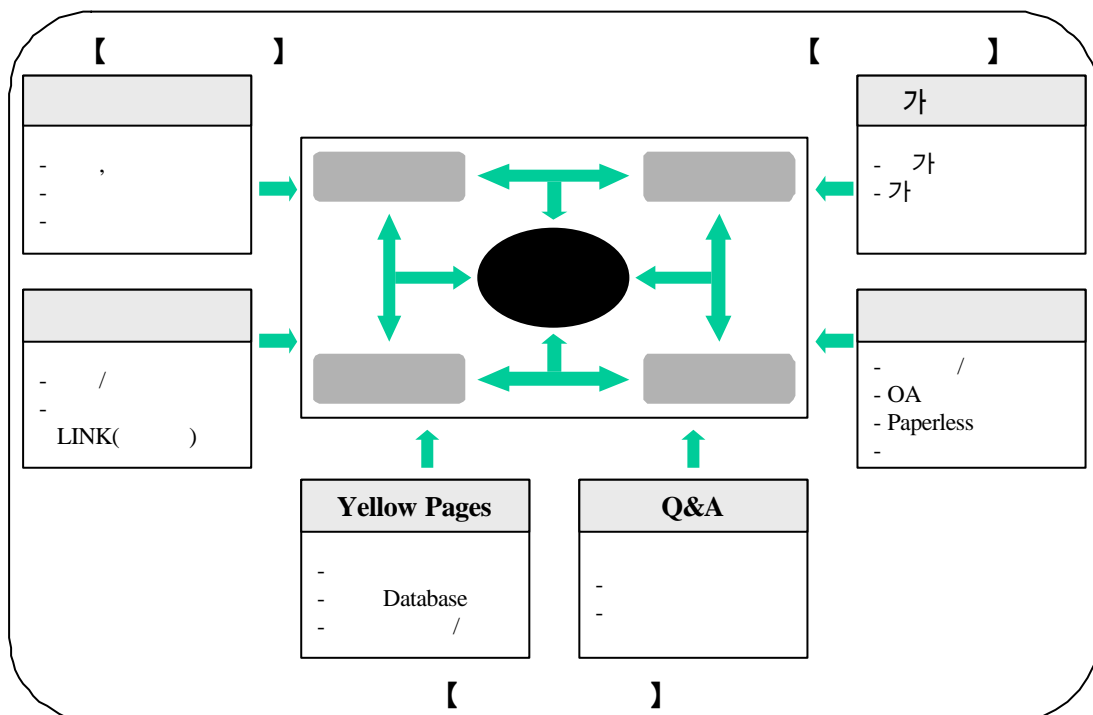 【 】
【 】
- ,
-
-
가
- 가
- 가
- /
-
LINK( )
- /
- OA
- Paperless
-
Yellow Pages
-
- Database
- /
Q&A
-
-
【 】